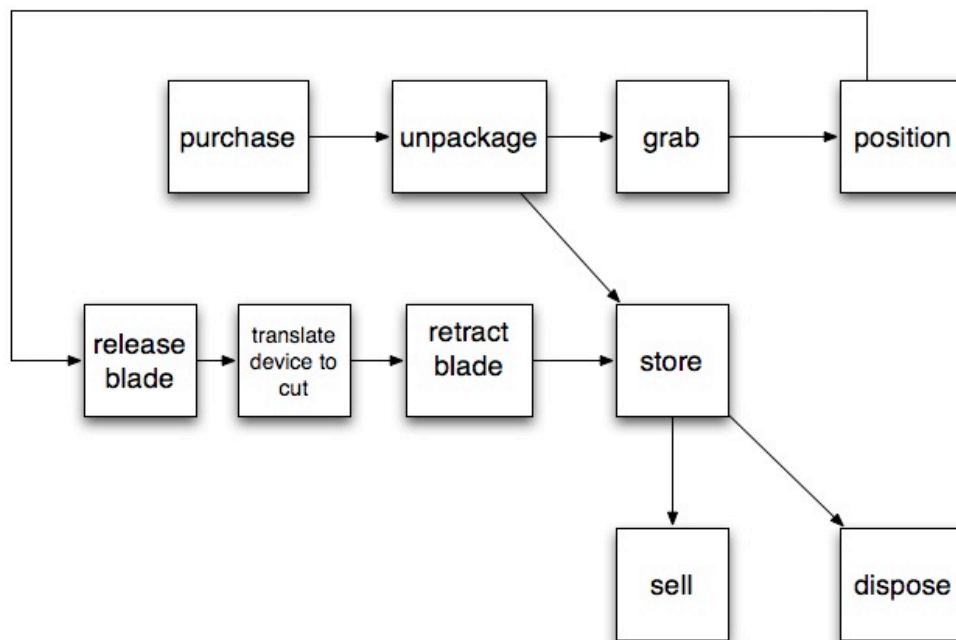 purchase
unpackage
grab
position
release
blade
translate
device to
cut
retract
blade
store
sell
dispose